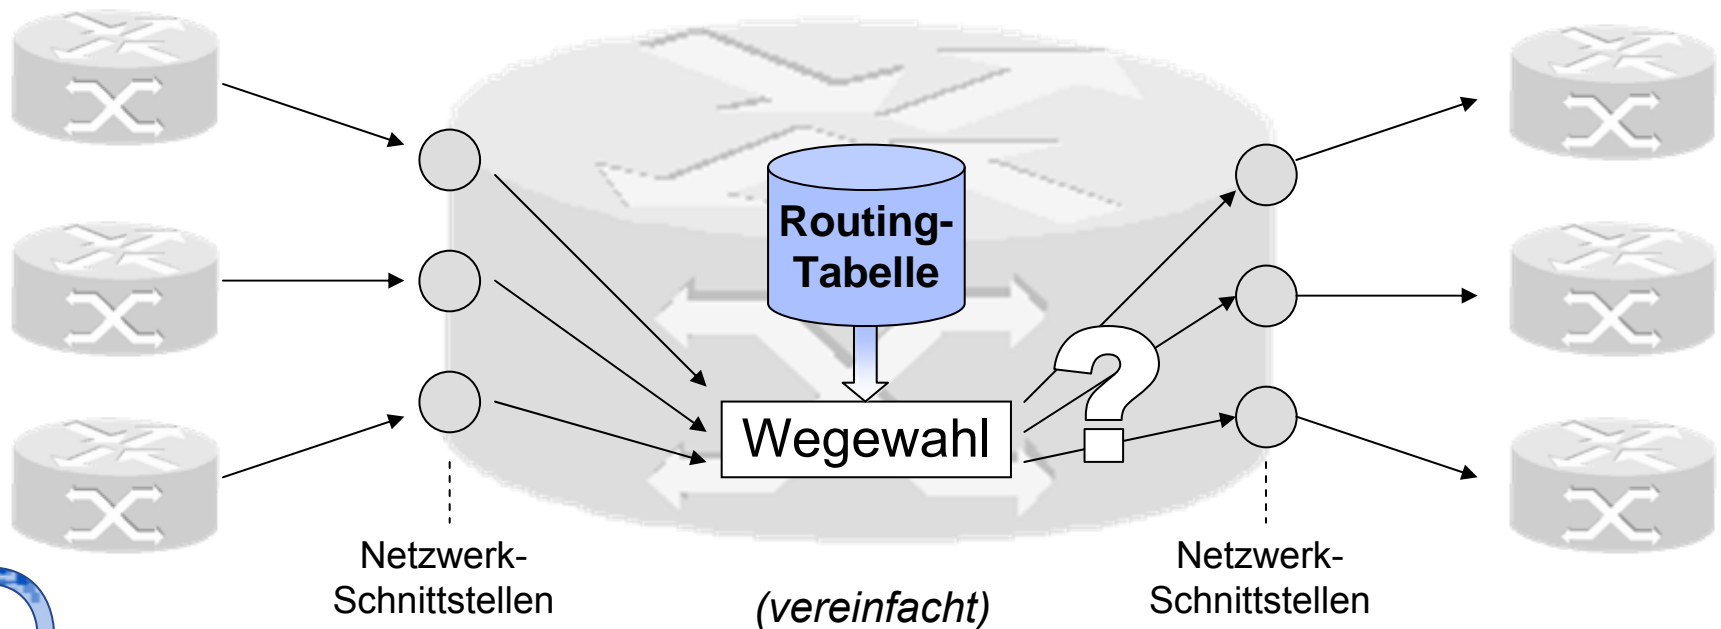 Routing-
Tabelle
?
Wegewahl
Netzwerk-
Schnittstellen
(vereinfacht)
Netzwerk-
Schnittstellen